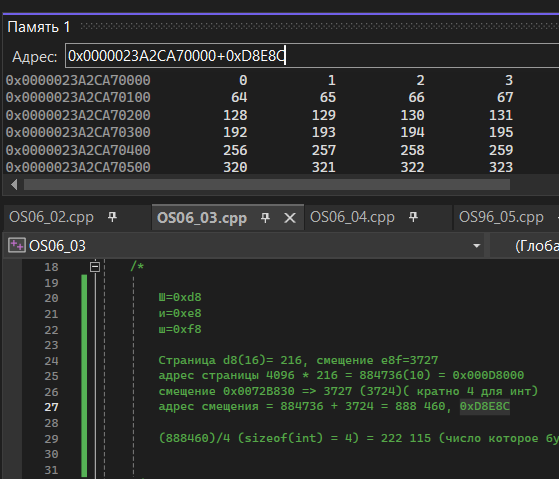 Память 1
Адрес: 0x0000023A2CA70000+0xD8E8C
0x0000023A2CA70000 0 1 2 3
0x0000023A2CA70100 64 65 66 67
0x0000023A2CA70200 128 129 130 131
0x0000023A2CA70300 192 193 194 195
0x0000023A2CA70400 256 257 258 259
0x0000023A2CA70500 320 321 322 323
OS06_02.cpp OS06_03.cpp OS06_04.cpp OS96_05.cpp
OS06_03 (Глоба
18 /*
19
20 Ш=0xd8
21 и=0xe8
22 ш=0xf8
23
24 Страница d8(16)= 216, смещение e8f=3727
25 адрес страницы 4096 * 216 = 884736(10) = 0x000D8000
26 смещение 0x0072B830 => 3727 (3724)( кратно 4 для инт)
27 адрес смещения = 884736 + 3724 = 888 460, 0xD8E8C
28
29 (888460)/4 (sizeof(int) = 4) = 222 115 (число которое бу
30
31